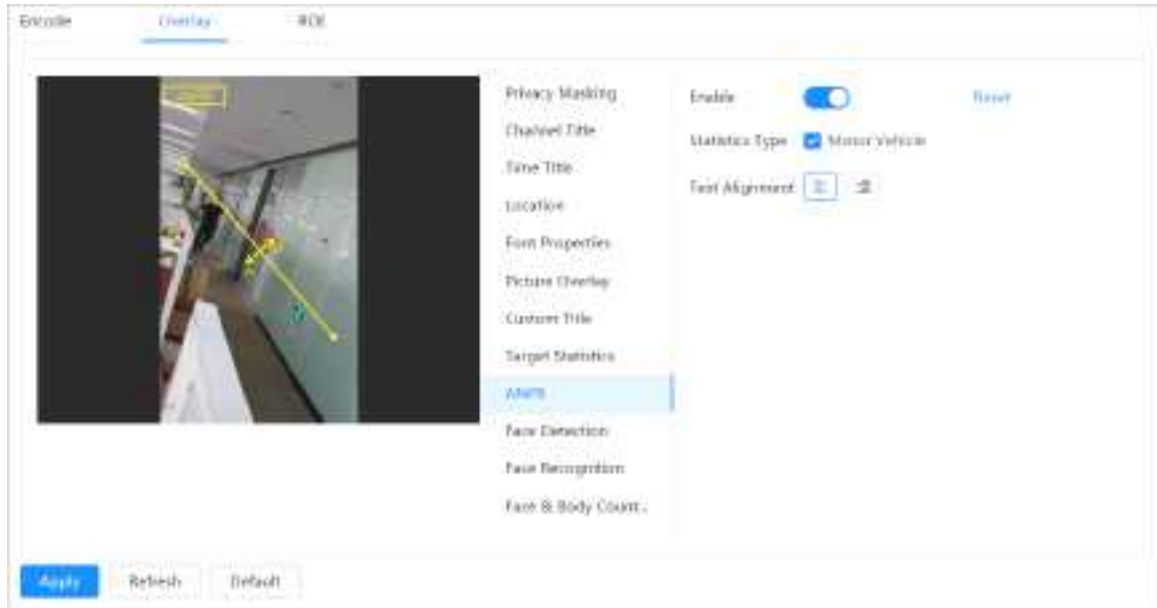 Encode
Overlay
ROI
Privacy Masking
Channel Title
Time Title
Location
Font Properties
Picture Overlay
Custom Title
Target Statistics
ANPR
Face Detection
Face Recognition
Face & Body Count..
Enable
Reset
Statistics Type
Motor Vehicle
Text Alignment
Apply
Refresh
Default